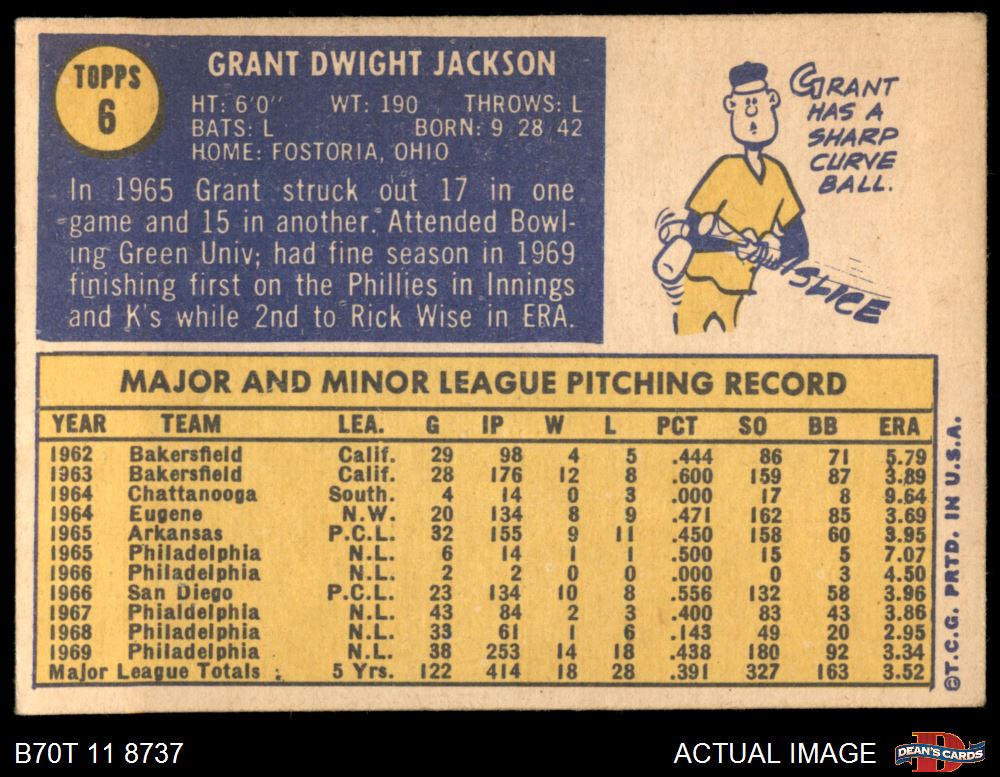 TOPPS
6
GRANT DWIGHT JACKSON
HT: 6'0" WT: 190 THROWS: L
BATS: L BORN: 9 28 42
HOME: FOSTORIA, OHIO
In 1965 Grant struck out 17 in one
game and 15 in another. Attended Bowl-
ing Green Univ; had fine season in 1969
finishing first on the Phillies in Innings
and K's while 2nd to Rick Wise in ERA.
GRANT
HAS A
SHARP
CURVE
BALL.
SLICE
MAJOR AND MINOR LEAGUE PITCHING RECORD
YEAR TEAM LEA. G IP W L PCT SO BB ERA
1962 Bakersfield Calif. 29 98 4 5 .444 86 71 5.79
1963 Bakersfield Calif. 28 176 12 8 .600 159 87 3.89
1964 Chattanooga South. 4 14 0 3 .000 17 8 9.64
1964 Eugene N.W. 20 134 8 9 .471 162 85 3.69
1965 Arkansas P.C.L. 32 155 9 11 .450 158 60 3.95
1965 Philadelphia N.L. 6 14 1 1 .500 15 5 7.07
1966 Philadelphia N.L. 2 2 0 0 .000 0 3 4.50
1966 San Diego P.C.L. 23 134 10 8 .556 132 58 3.96
1967 Phialdelphia N.L. 43 84 2 3 .400 83 43 3.86
1968 Philadelphia N.L. 33 61 1 6 .143 49 20 2.95
1969 Philadelphia N.L. 38 253 14 18 .438 180 92 3.34
Major League Totals 5 Yrs. 122 414 18 28 .391 327 163 3.52
©T.C.G. PRTD. IN U.S.A.
B70T 11 8737
ACTUAL IMAGE
D
DEAN'S CARDS